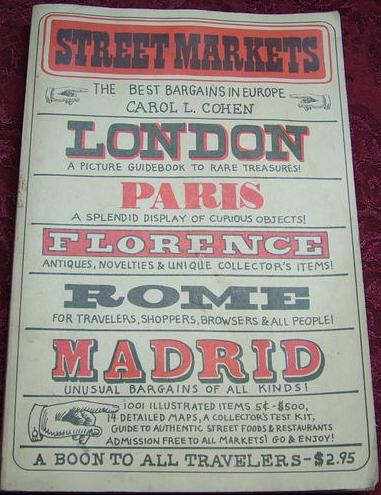 STREET MARKETS
THE BEST BARGAINS IN EUROPE
CAROL L. COHEN
LONDON
A PICTURE GUIDEBOOK TO RARE TREASURES!
PARIS
A SPLENDID DISPLAY OF CURIOUS OBJECTS!
FLORENCE
ANTIQUES, NOVELTIES & UNIQUE COLLECTOR'S ITEMS!
ROME
FOR TRAVELERS, SHOPPERS, BROWSERS & ALL PEOPLE!
MADRID
UNUSUAL BARGAINS OF ALL KINDS!
1001 ILLUSTRATED ITEMS 5¢-$500,
14 DETAILED MAPS, A COLLECTOR'S TEST KIT,
GUIDE TO AUTHENTIC STREET FOODS & RESTAURANTS
ADMISSION FREE TO ALL MARKETS! GO & ENJOY!
A BOON TO ALL TRAVELERS-$2.95